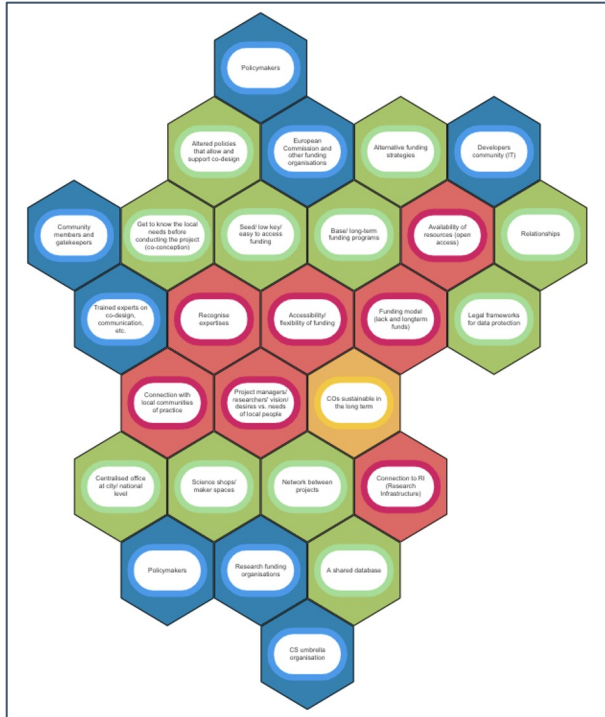 Policymakers
Altered policies
that allow and
support co-design
European
Commission and
other funding
organisations
Alternative funding
strategies
Developers
community (IT)
Community
members and
gatekeepers
Get to know the local
needs before
conducting the project
(co-conception)
Seed/ low key/
easy to access
funding
Base/ long-term
funding programs
Availability of
resources (open
access)
Relationships
Trained experts on
co-design,
communication,
etc.
Recognise
expertises
Accessibility/
flexibility of funding
Funding model
(lack and longterm
funds)
Legal frameworks
for data protection
Connection with
local communities
of practice
Project managers/
researchers' vision/
desires vs. needs
of local people
COs sustainable in
the long term
Centralised office
at city/ national
level
Science shops/
maker spaces
Network between
projects
Connection to RI
(Research
Infrastructure)
Policymakers
Research funding
organisations
A shared database
CS umbrella
organisation